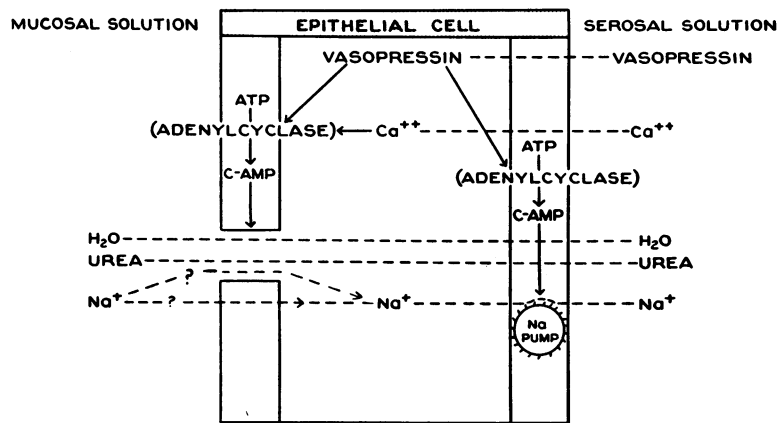 MUCOSAL SOLUTION EPITHELIAL CELL SEROSAL SOLUTION
VASOPRESSIN VASOPRESSIN
ATP
(ADENYLCYCLASE) Ca++ Ca++
ATP
C-AMP (ADENYLCYCLASE)
C-AMP
H₂O H₂O
UREA UREA
?
Na+ ? Na+ Na+
Na
PUMP